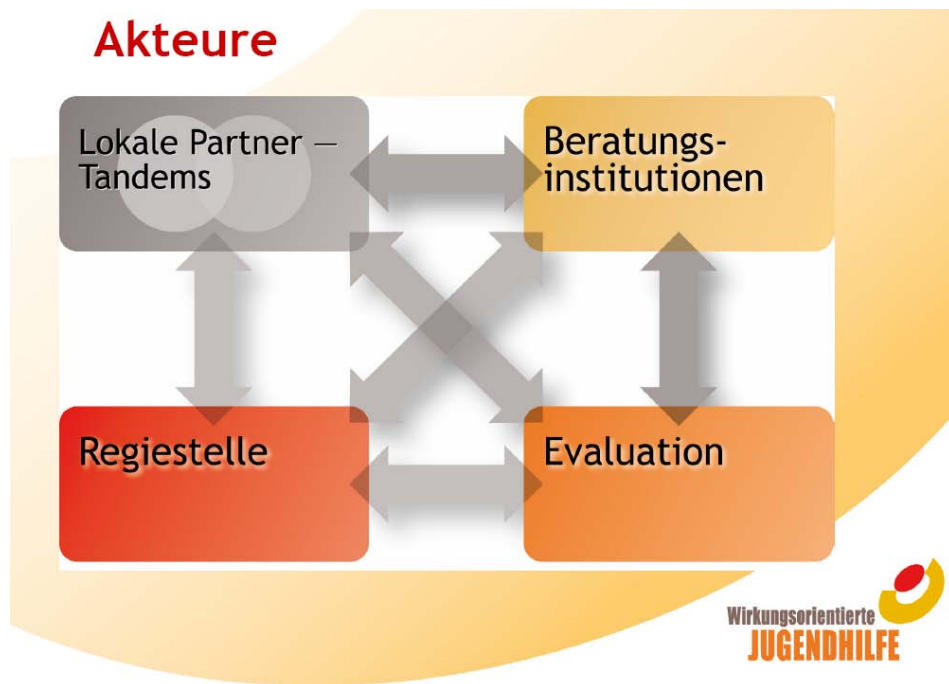 Akteure
Lokale Partner –
Tandems
Beratungs-
institutionen
Regiestelle
Evaluation
Wirkungsorientierte
JUGENDHILFE